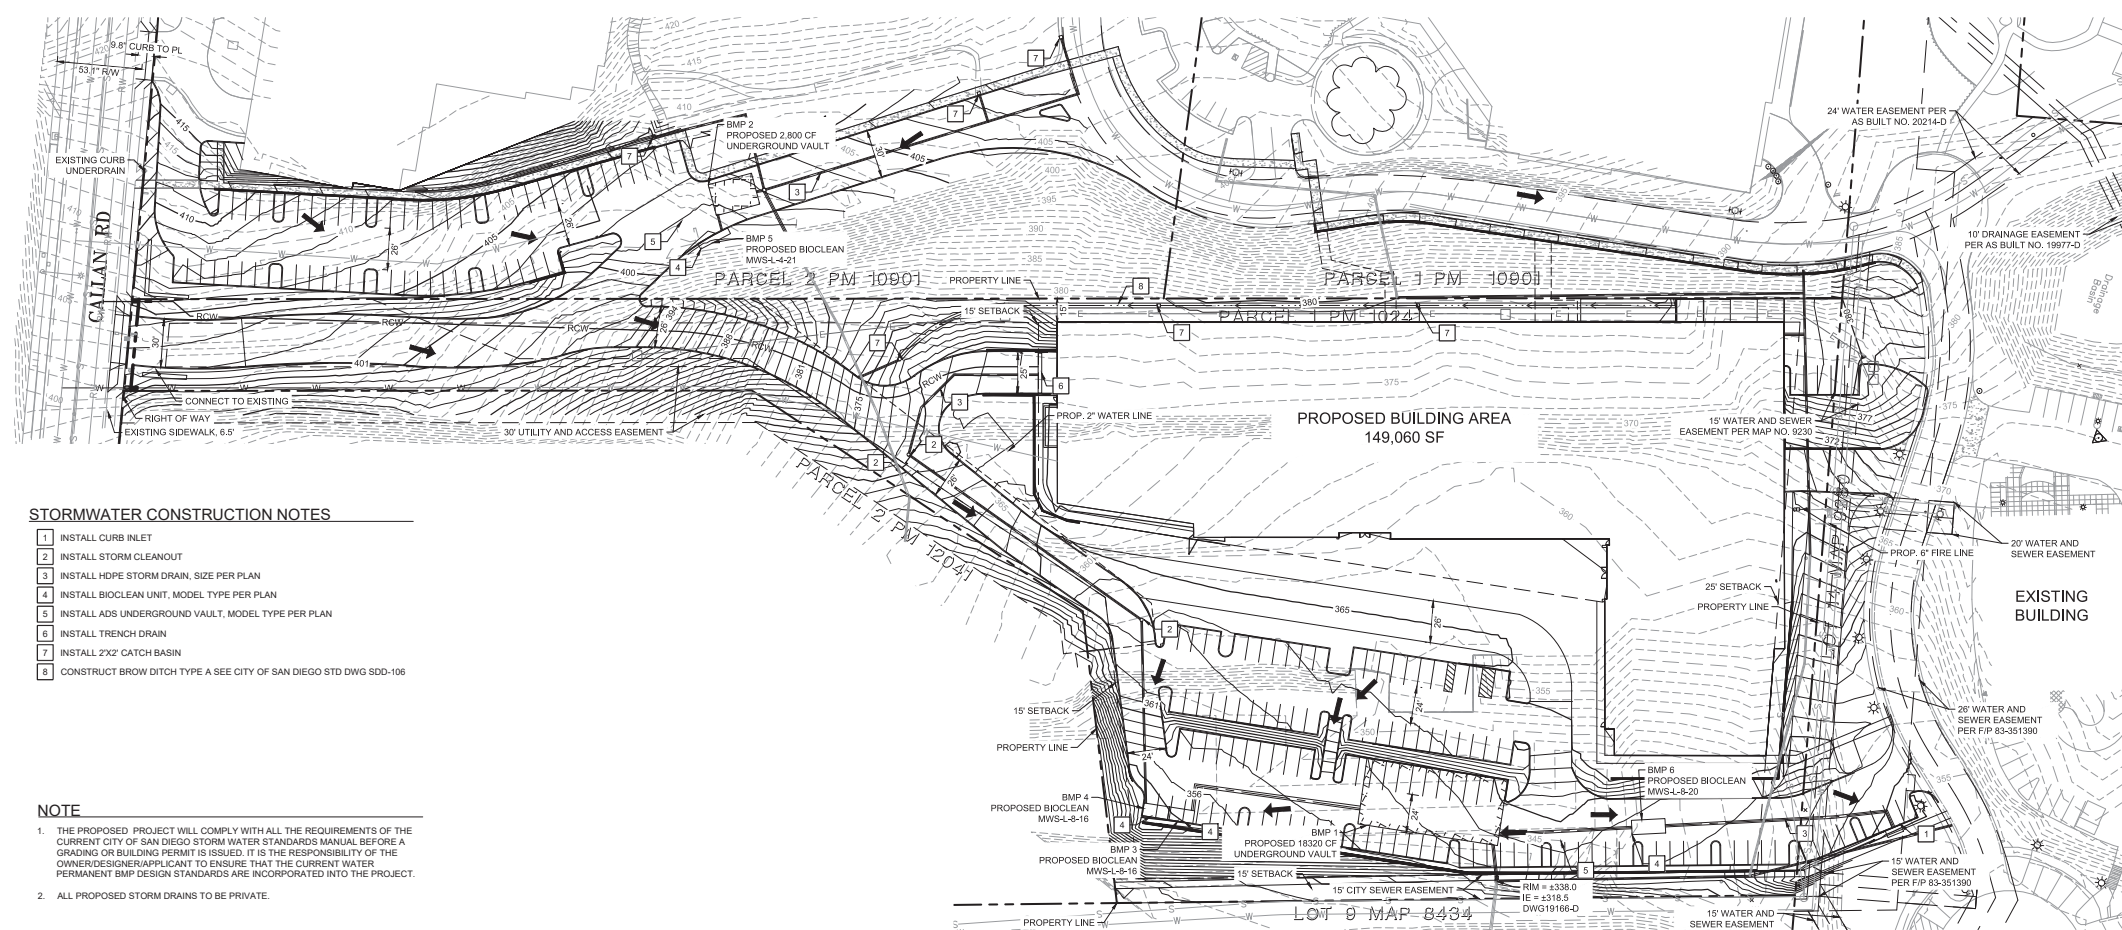 9.8' CURB TO PL
53.1' R/W
EXISTING CURB
UNDERDRAIN
CALLAN RD
BMP 2
PROPOSED 2,800 CF
UNDERGROUND VAULT
BMP 5
PROPOSED BIOCLEAN
MWS-L-4-21
PARCEL 2 PM 10901
PROPERTY LINE
15' SETBACK
PARCEL 1 PM 10901
PARCEL 1 PM 10241
24' WATER EASEMENT PER
AS BUILT NO. 20214-D
10' DRAINAGE EASEMENT
PER AS BUILT NO. 19977-D
Drainage
Basin
CONNECT TO EXISTING
RIGHT OF WAY
EXISTING SIDEWALK, 6.5'
30' UTILITY AND ACCESS EASEMENT
PROP. 2" WATER LINE
PROPOSED BUILDING AREA
149,060 SF
15' WATER AND SEWER
EASEMENT PER MAP NO. 9230
PARCEL 2 PM 12041
20' WATER AND
SEWER EASEMENT
PROP. 6" FIRE LINE
25' SETBACK
PROPERTY LINE
EXISTING
BUILDING
STORMWATER CONSTRUCTION NOTES
1 INSTALL CURB INLET
2 INSTALL STORM CLEANOUT
3 INSTALL HDPE STORM DRAIN, SIZE PER PLAN
4 INSTALL BIOCLEAN UNIT, MODEL TYPE PER PLAN
5 INSTALL ADS UNDERGROUND VAULT, MODEL TYPE PER PLAN
6 INSTALL TRENCH DRAIN
7 INSTALL 2'X2' CATCH BASIN
8 CONSTRUCT BROW DITCH TYPE A SEE CITY OF SAN DIEGO STD DWG SDD-106
15' SETBACK
PROPERTY LINE
26' WATER AND
SEWER EASEMENT
PER F/P 83-351390
BMP 6
PROPOSED BIOCLEAN
MWS-L-8-20
BMP 4
PROPOSED BIOCLEAN
MWS-L-8-16
BMP 3
PROPOSED BIOCLEAN
MWS-L-8-16
BMP 1
PROPOSED 18320 CF
UNDERGROUND VAULT
15' SETBACK
15' CITY SEWER EASEMENT
RIM = ±338.0
IE = ±318.5
DWG19166-D
15' WATER AND
SEWER EASEMENT
PER F/P 83-351390
15' WATER AND
SEWER EASEMENT
PROPERTY LINE
LOT 9 MAP 8434
NOTE
1. THE PROPOSED PROJECT WILL COMPLY WITH ALL THE REQUIREMENTS OF THE
CURRENT CITY OF SAN DIEGO STORM WATER STANDARDS MANUAL BEFORE A
GRADING OR BUILDING PERMIT IS ISSUED. IT IS THE RESPONSIBILITY OF THE
OWNER/DESIGNER/APPLICANT TO ENSURE THAT THE CURRENT WATER
PERMANENT BMP DESIGN STANDARDS ARE INCORPORATED INTO THE PROJECT.
2. ALL PROPOSED STORM DRAINS TO BE PRIVATE.